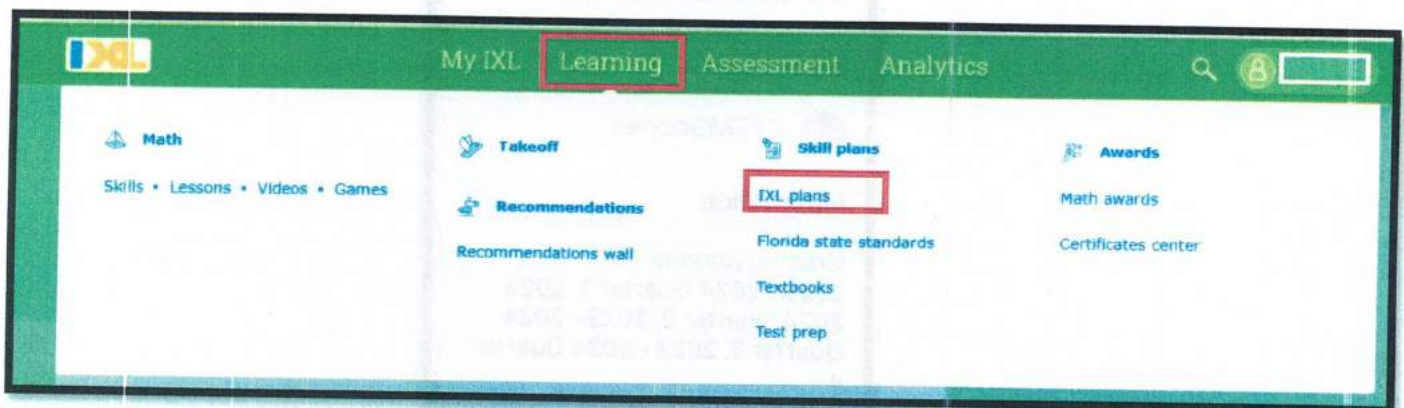 IXL My IXL Learning Assessment Analytics
Math
Skills • Lessons • Videos • Games
Takeoff
Recommendations
Recommendations wall
Skill plans
IXL plans
Florida state standards
Textbooks
Test prep
Awards
Math awards
Certificates center